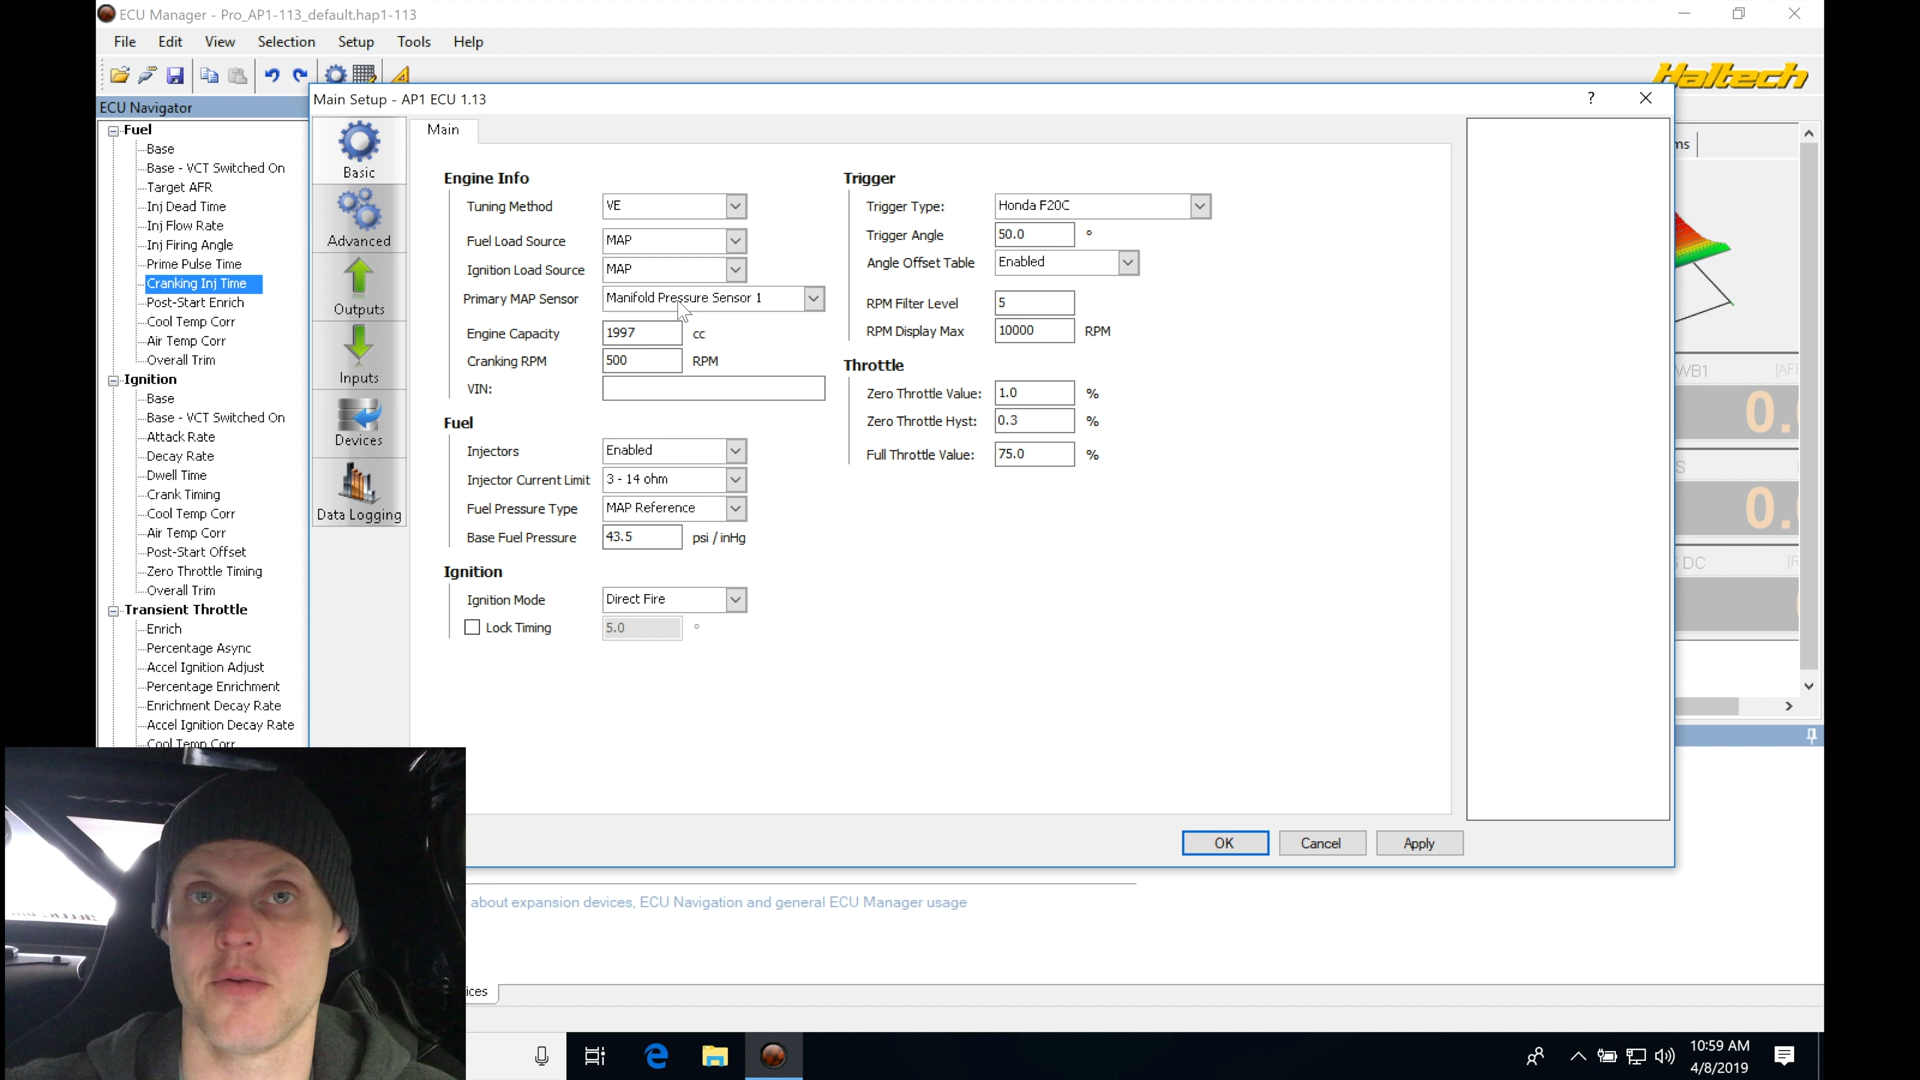 ECU Manager - Pro_AP1-113_default.hap1-113
File Edit View Selection Setup Tools Help
Haltech
ECU Navigator
Fuel
Base
Base - VCT Switched On
Target AFR
Inj Dead Time
Inj Flow Rate
Inj Firing Angle
Prime Pulse Time
Cranking Inj Time
Post-Start Enrich
Cool Temp Corr
Air Temp Corr
Overall Trim
Ignition
Base
Base - VCT Switched On
Attack Rate
Decay Rate
Dwell Time
Crank Timing
Cool Temp Corr
Air Temp Corr
Post-Start Offset
Zero Throttle Timing
Overall Trim
Transient Throttle
Enrich
Percentage Async
Accel Ignition Adjust
Percentage Enrichment
Enrichment Decay Rate
Accel Ignition Decay Rate
Cool Temp Corr
Main Setup - AP1 ECU 1.13
?
Basic
Advanced
Outputs
Inputs
Devices
Data Logging
Main
Engine Info
Tuning Method VE
Fuel Load Source MAP
Ignition Load Source MAP
Primary MAP Sensor Manifold Pressure Sensor 1
Engine Capacity 1997 cc
Cranking RPM 500 RPM
VIN:
Fuel
Injectors Enabled
Injector Current Limit 3 - 14 ohm
Fuel Pressure Type MAP Reference
Base Fuel Pressure 43.5 psi / inHg
Ignition
Ignition Mode Direct Fire
Lock Timing 5.0 °
Trigger
Trigger Type: Honda F20C
Trigger Angle 50.0 °
Angle Offset Table Enabled
RPM Filter Level 5
RPM Display Max 10000 RPM
Throttle
Zero Throttle Value: 1.0 %
Zero Throttle Hyst: 0.3 %
Full Throttle Value: 75.0 %
OK Cancel Apply
ms
WB1 [AF
0.
S
0.
DC
about expansion devices, ECU Navigation and general ECU Manager usage
ices
10:59 AM
4/8/2019